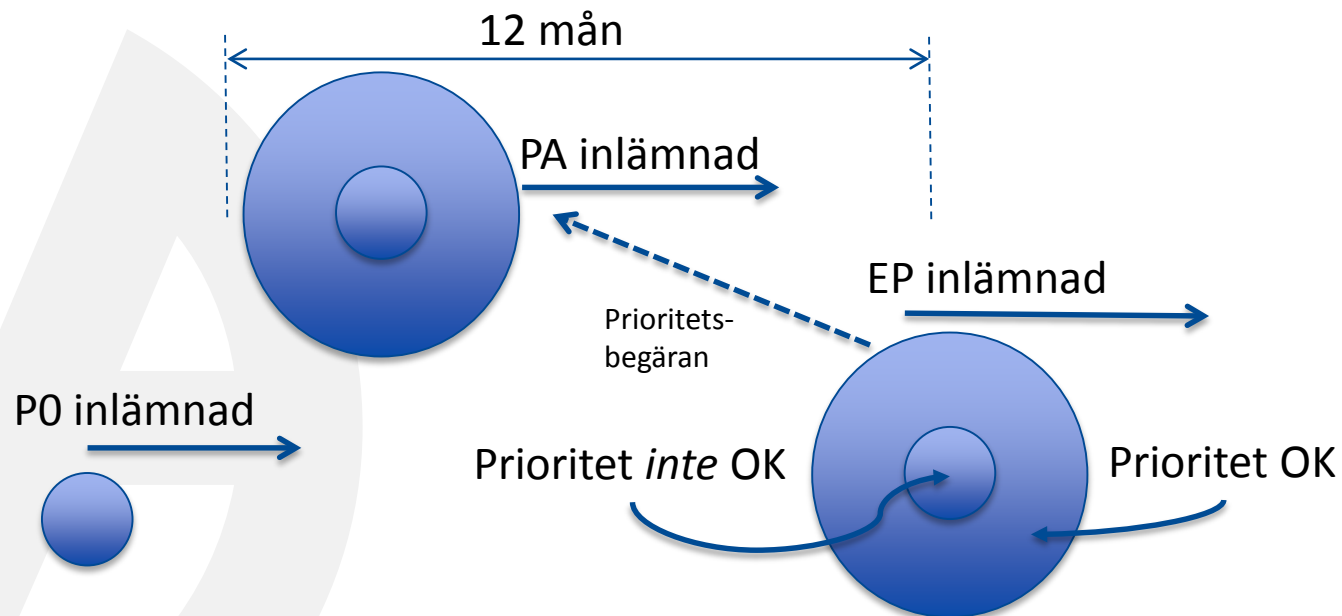 12 mån
PA inlämnad
EP inlämnad
Prioritets-
begäran
P0 inlämnad
Prioritet inte OK
Prioritet OK